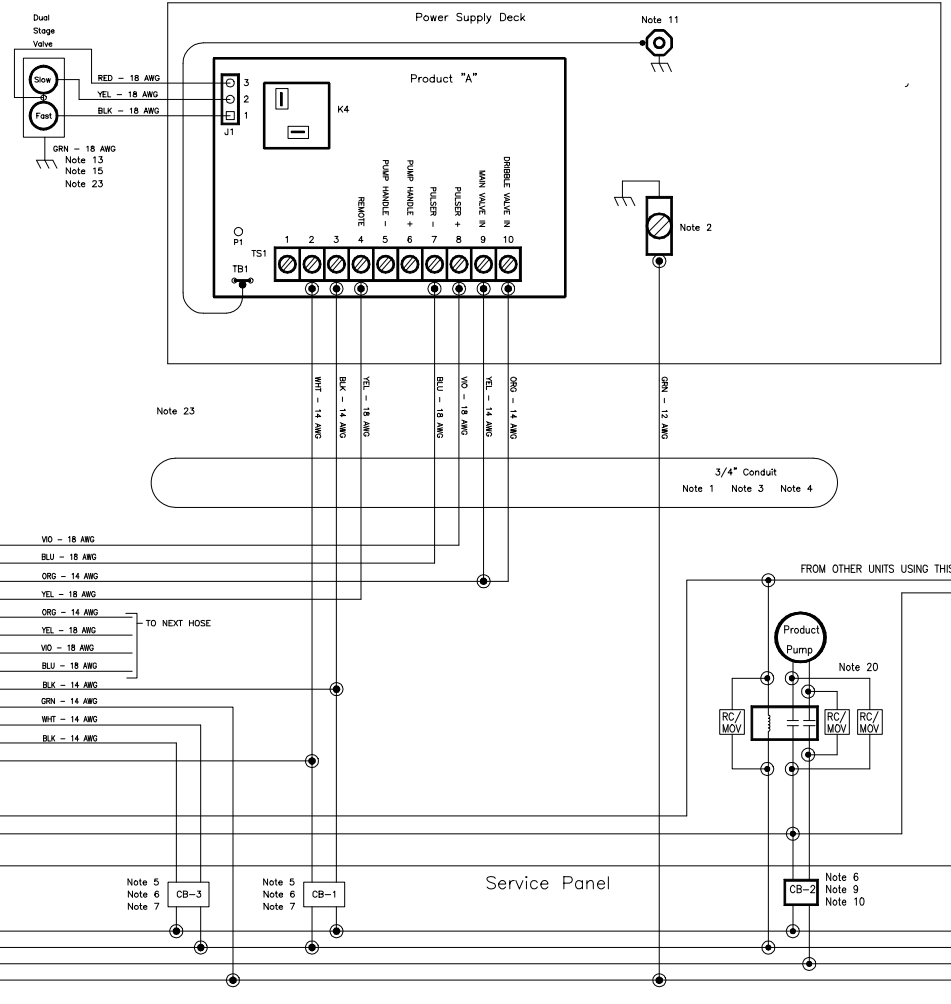 Dual
Stage
Valve
Power Supply Deck
Note 11
Slow
Fast
RED - 18 AWG
YEL - 18 AWG
BLK - 18 AWG
GRN - 18 AWG
Note 13
Note 15
Note 23
3
2
1
J1
Product "A"
K4
REMOTE
PUMP HANDLE -
PUMP HANDLE +
PULSER -
PULSER +
MAIN VALVE IN
DRIBBLE VALVE IN
P1
TB1
TS1
1 2 3 4 5 6 7 8 9 10
Note 2
WHT - 14 AWG
BLK - 14 AWG
YEL - 18 AWG
BLU - 18 AWG
VIO - 18 AWG
YEL - 14 AWG
ORG - 14 AWG
GRN - 12 AWG
Note 23
3/4" Conduit
Note 1 Note 3 Note 4
VIO - 18 AWG
BLU - 18 AWG
ORG - 14 AWG
YEL - 18 AWG
ORG - 14 AWG
YEL - 18 AWG
VIO - 18 AWG
BLU - 18 AWG
TO NEXT HOSE
BLK - 14 AWG
GRN - 14 AWG
WHT - 14 AWG
BLK - 14 AWG
FROM OTHER UNITS USING THIS
Product
Pump
Note 20
RC/
MOV
RC/
MOV
RC/
MOV
Service Panel
Note 5
Note 6
Note 7
CB-3
Note 5
Note 6
Note 7
CB-1
CB-2
Note 6
Note 9
Note 10